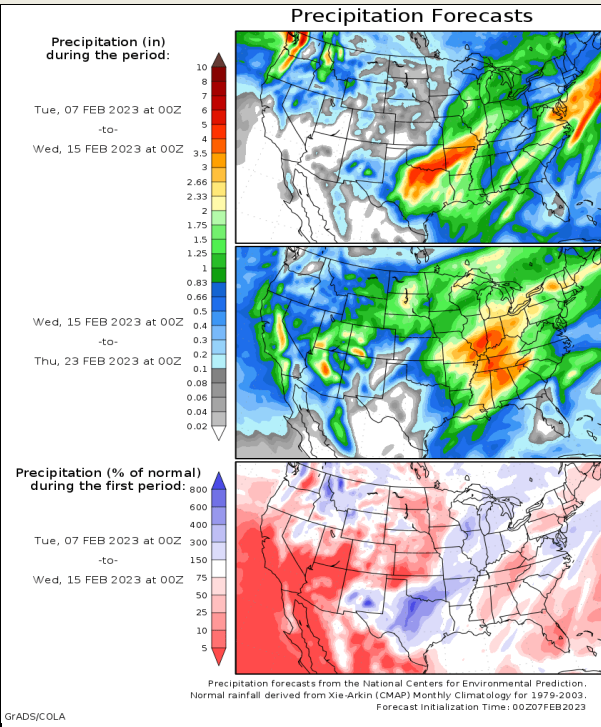 Precipitation Forecasts
Precipitation (in)
during the period:
Tue, 07 FEB 2023 at 00Z
-to-
Wed, 15 FEB 2023 at 00Z
10
8
7
6
5
4
3.5
3
2.66
2.33
2
1.75
1.5
1.25
1
0.83
0.66
0.5
0.4
0.3
0.2
0.1
0.08
0.06
0.04
0.02
Wed, 15 FEB 2023 at 00Z
-to-
Thu, 23 FEB 2023 at 00Z
Precipitation (% of normal)
during the first period:
Tue, 07 FEB 2023 at 00Z
-to-
Wed, 15 FEB 2023 at 00Z
800
600
400
300
150
75
50
25
10
5
Precipitation forecasts from the National Centers for Environmental Prediction.
Normal rainfall derived from Xie-Arkin (CMAP) Monthly Climatology for 1979-2003.
Forecast Initialization Time: 00Z07FEB2023
GrADS/COLA